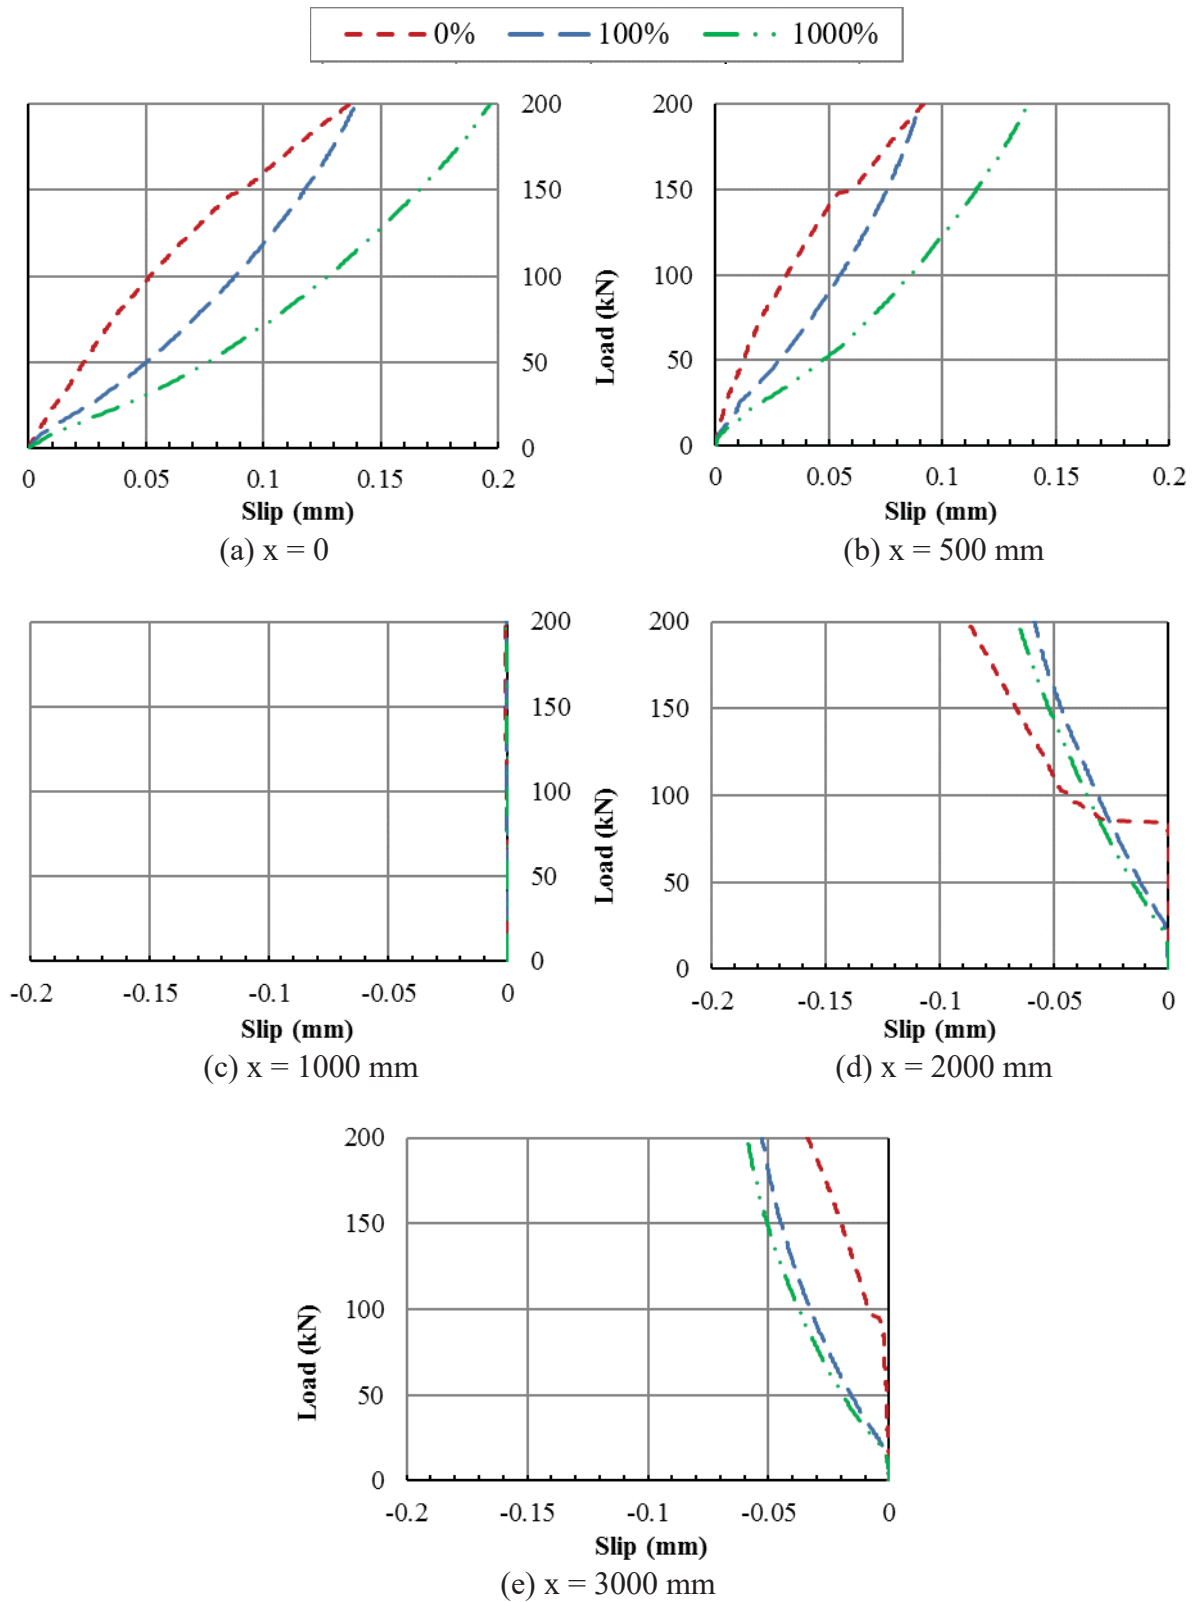 0% 100% 1000%
200
150
100
50
0
Load (kN)
0 0.05 0.1 0.15 0.2
Slip (mm)
(a) x = 0
200
150
100
50
0
Load (kN)
0 0.05 0.1 0.15 0.2
Slip (mm)
(b) x = 500 mm
200
150
100
50
0
-0.2 -0.15 -0.1 -0.05 0
Slip (mm)
(c) x = 1000 mm
200
150
100
50
0
Load (kN)
-0.2 -0.15 -0.1 -0.05 0
Slip (mm)
(d) x = 2000 mm
200
150
100
50
0
Load (kN)
-0.2 -0.15 -0.1 -0.05 0
Slip (mm)
(e) x = 3000 mm